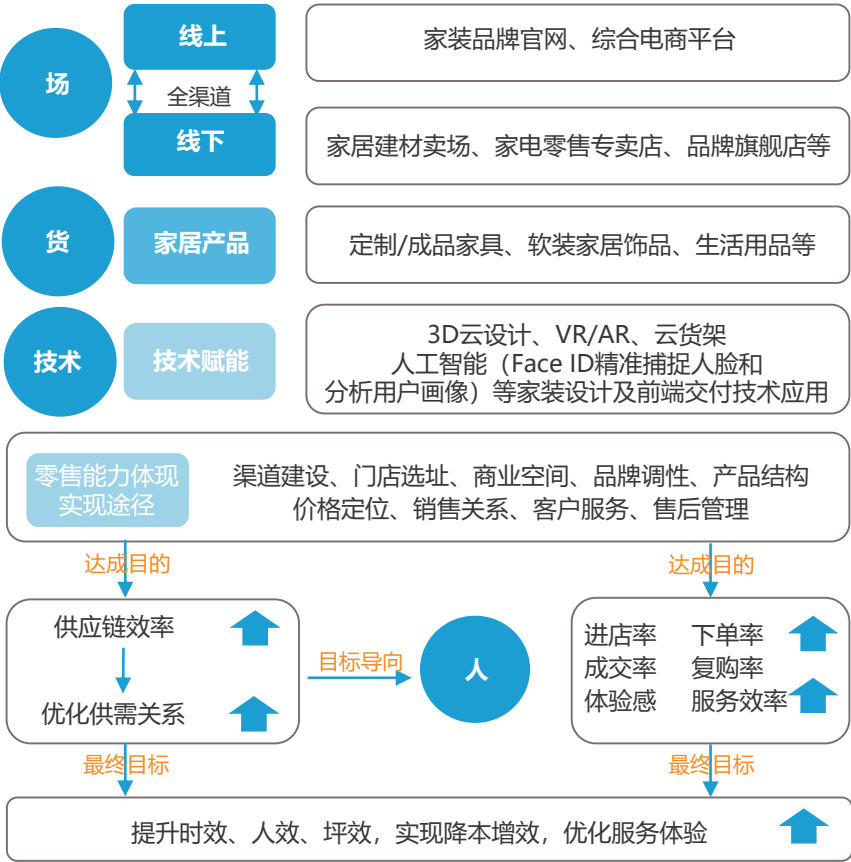 场
线上
全渠道
线下
家装品牌官网、综合电商平台
家居建材卖场、家电零售专卖店、品牌旗舰店等
货
家居产品
定制/成品家具、软装家居饰品、生活用品等
技术
技术赋能
3D云设计、VR/AR、云货架
人工智能（Face ID精准捕捉人脸和
分析用户画像）等家装设计及前端交付技术应用
零售能力体现
实现途径
渠道建设、门店选址、商业空间、品牌调性、产品结构
价格定位、销售关系、客户服务、售后管理
达成目的
达成目的
供应链效率
优化供需关系
目标导向
人
进店率 下单率
成交率 复购率
体验感 服务效率
最终目标
最终目标
提升时效、人效、坪效，实现降本增效，优化服务体验